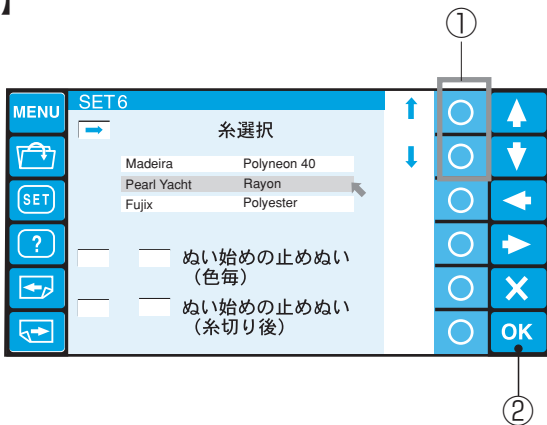 】
①
MENU
SET6
糸選択
Madeira Polyneon 40
Pearl Yacht Rayon
Fujix Polyester
SET
?
ぬい始めの止めぬい
（色毎）
ぬい始めの止めぬい
（糸切り後）
OK
②